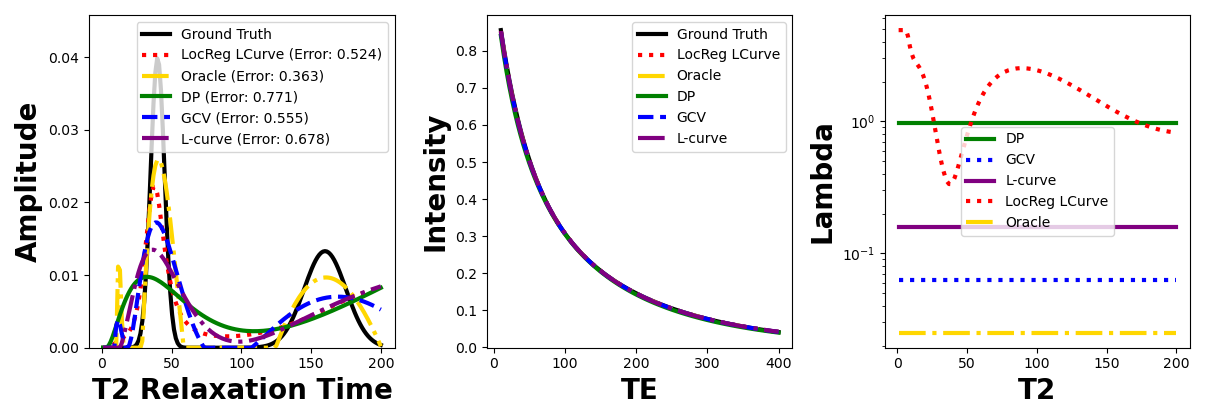 Amplitude
0.04
0.03
0.02
0.01
0.00
0
50
100
150
200
T2 Relaxation Time
Ground Truth
LocReg LCurve (Error: 0.524)
Oracle (Error: 0.363)
DP (Error: 0.771)
GCV (Error: 0.555)
L-curve (Error: 0.678)
Intensity
0.8
0.7
0.6
0.5
0.4
0.3
0.2
0.1
0.0
0
100
200
300
400
TE
Ground Truth
LocReg LCurve
Oracle
DP
GCV
L-curve
Lambda
10⁰
10⁻¹
0
50
100
150
200
T2
DP
GCV
L-curve
LocReg LCurve
Oracle